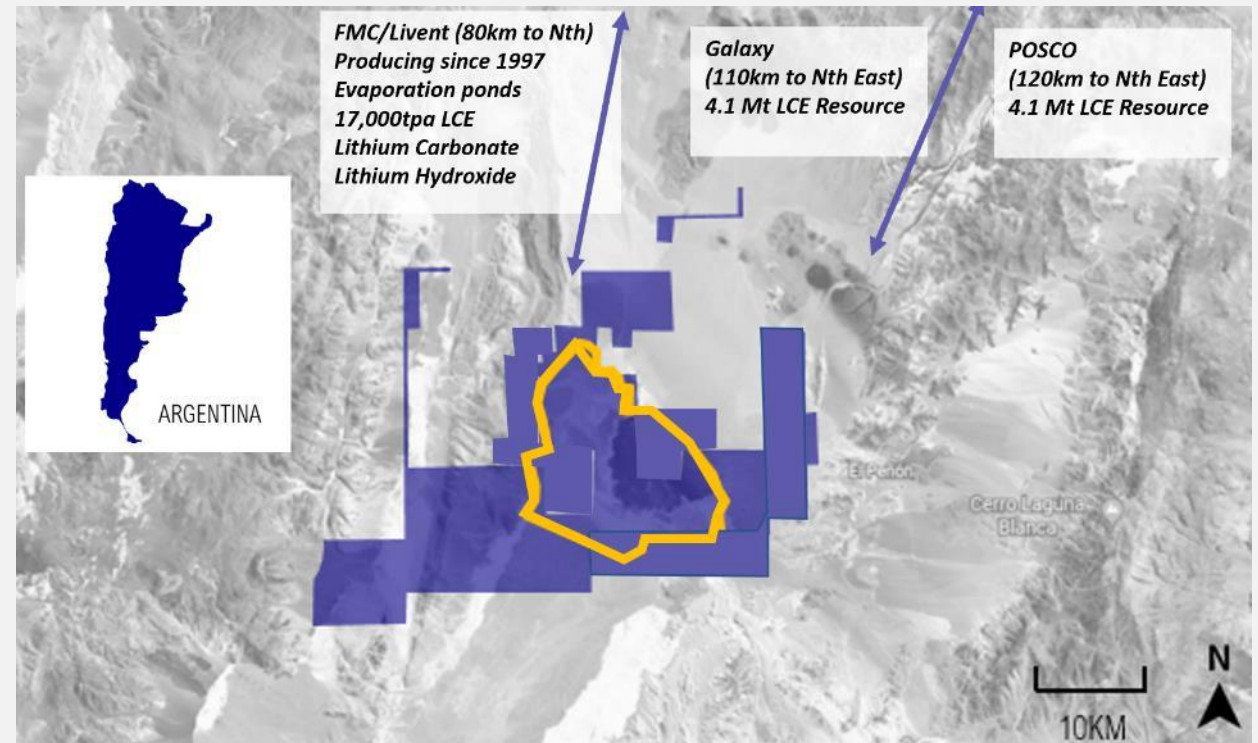 FMC/Livent (80km to Nth)
Producing since 1997
Evaporation ponds
17,000tpa LCE
Lithium Carbonate
Lithium Hydroxide
Galaxy
(110km to Nth East)
4.1 Mt LCE Resource
POSCO
(120km to Nth East)
4.1 Mt LCE Resource
ARGENTINA
El Peñón
Cerro Laguna
Blanca
N
10KM